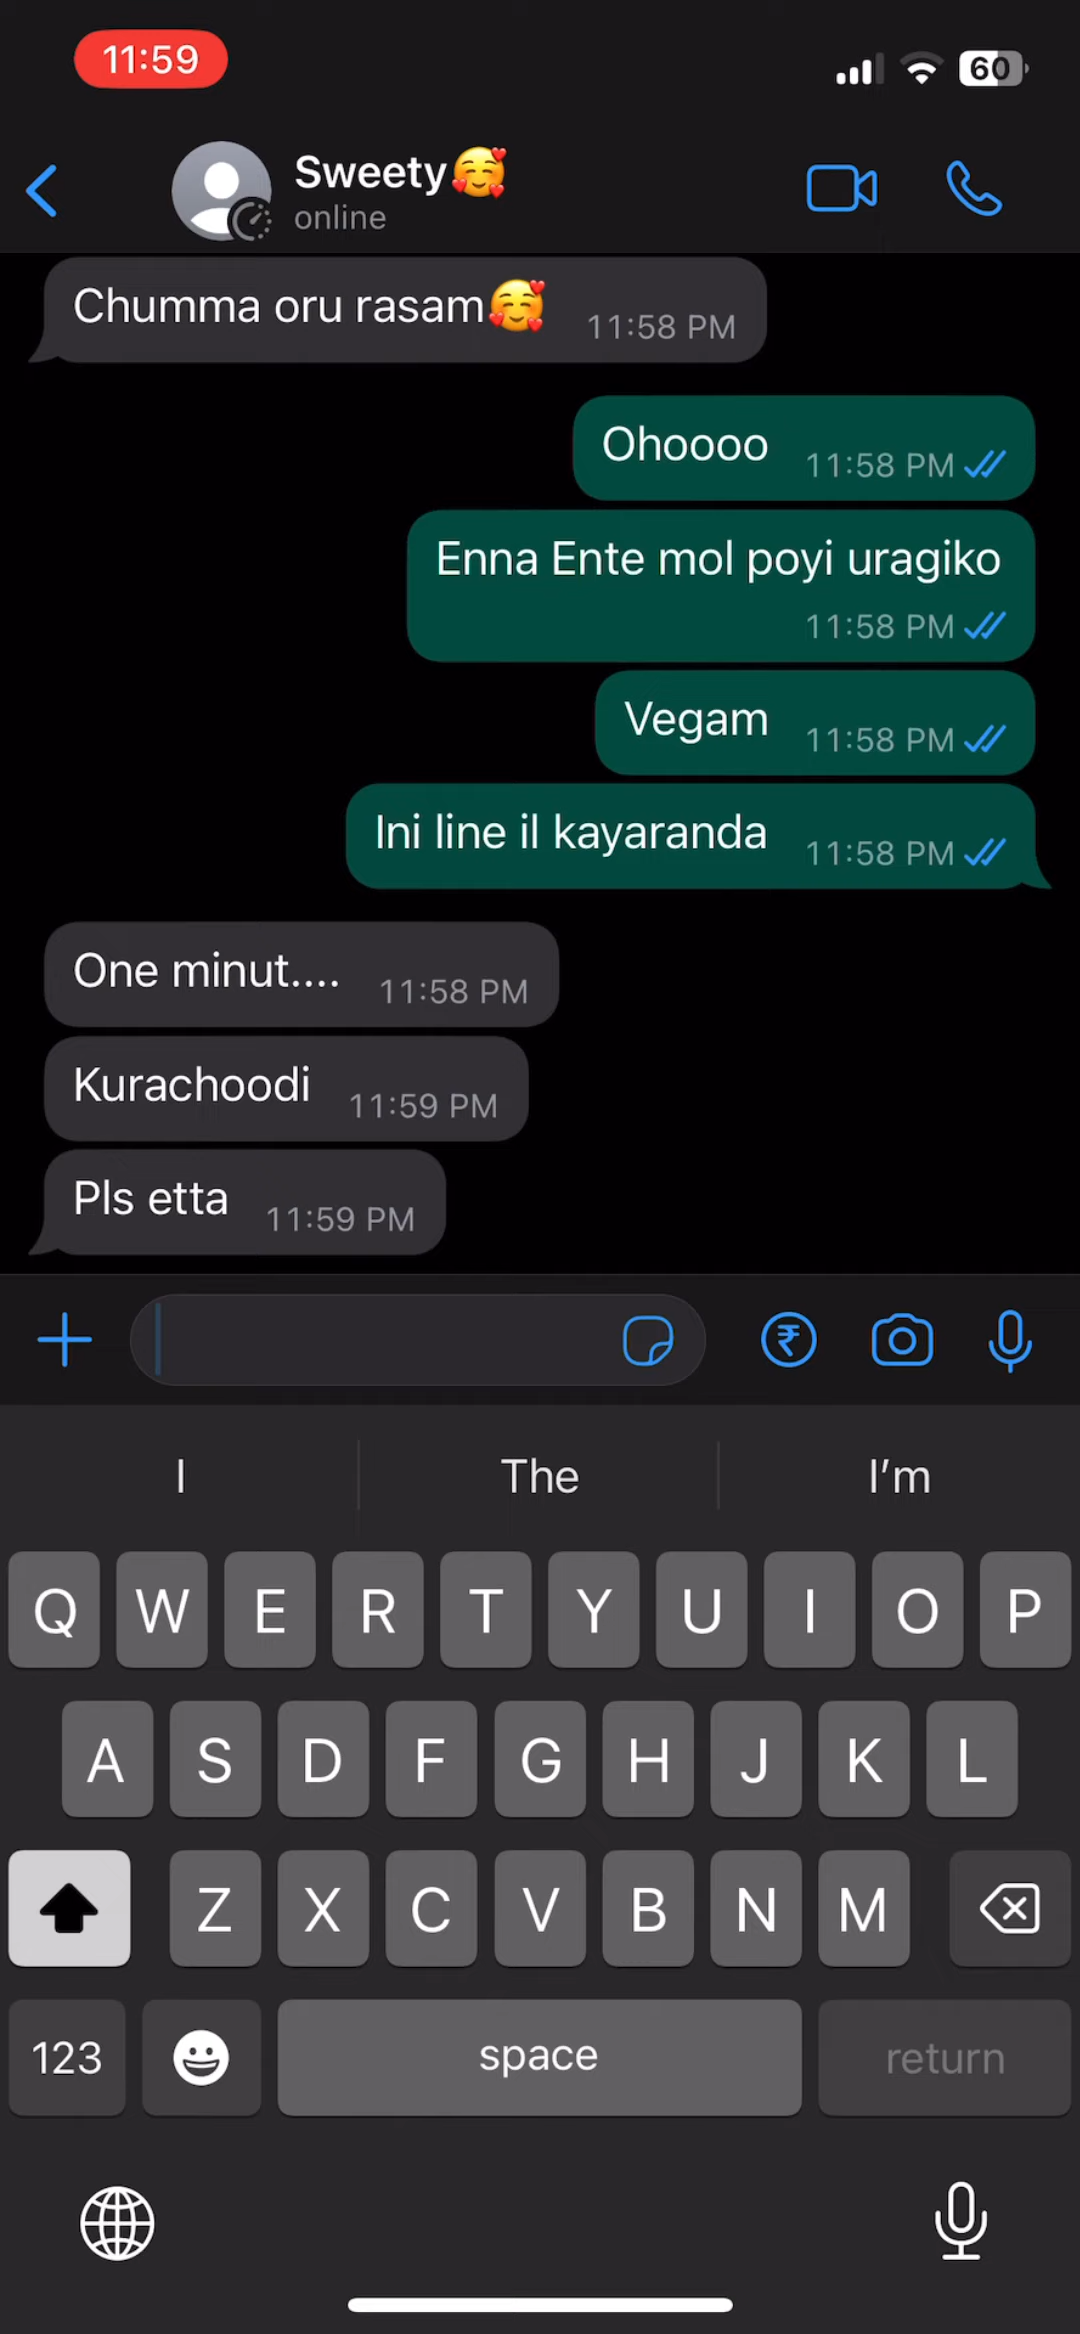 11:59
60
Sweety🥰
online
Chumma oru rasam🥰 11:58 PM
Ohoooo 11:58 PM
Enna Ente mol poyi uragiko
11:58 PM
Vegam 11:58 PM
Ini line il kayaranda 11:58 PM
One minut.... 11:58 PM
Kurachoodi 11:59 PM
Pls etta 11:59 PM
I The I'm
Q W E R T Y U I O P
A S D F G H J K L
Z X C V B N M
123 space return